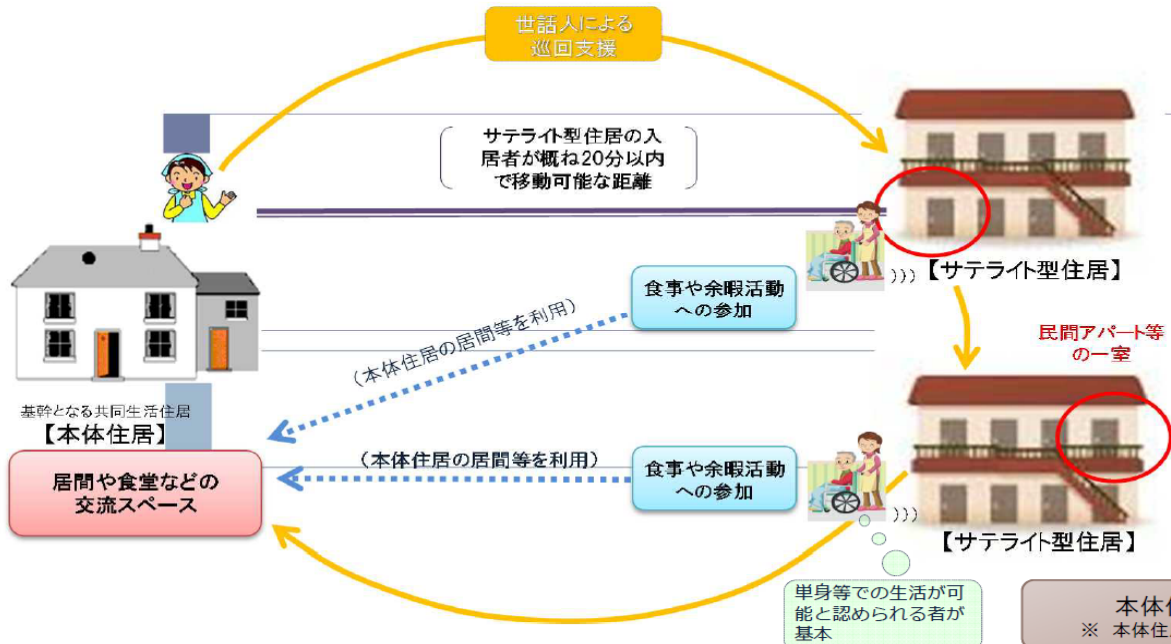 世話人による
巡回支援
サテライト型住居の入
居者が概ね20分以内
で移動可能な距離
【サテライト型住居】
食事や余暇活動
への参加
(本体住居の居間等を利用)
民間アパート等
の一室
基幹となる共同生活住居
【本体住居】
居間や食堂などの
交流スペース
(本体住居の居間等を利用)
食事や余暇活動
への参加
【サテライト型住居】
単身等での生活が可
能と認められる者が
基本
本体
※ 本体住